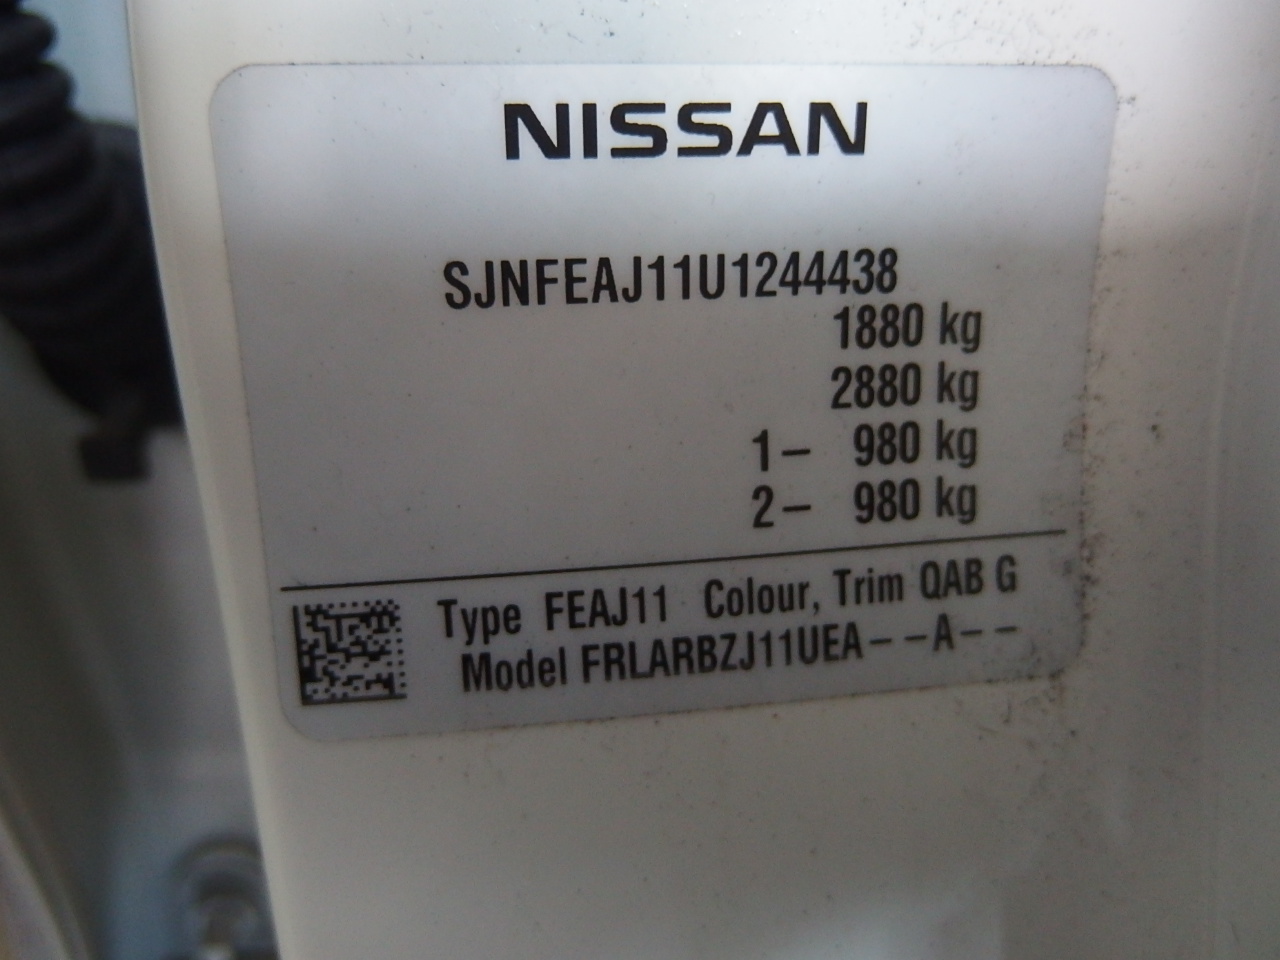 NISSAN
SJNFEAJ11U1244438
1880 kg
2880 kg
1– 980 kg
2– 980 kg
Type FEAJ11 Colour, Trim QAB G
Model FRLARBZJ11UEA––A––